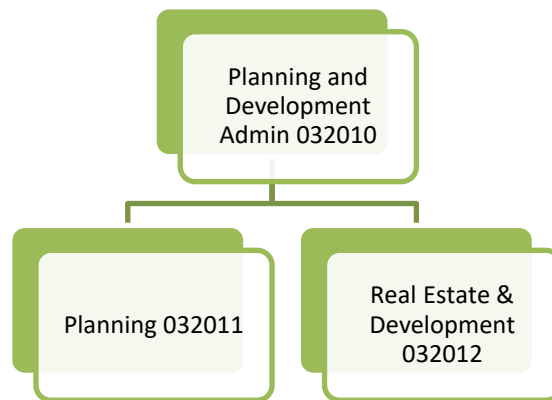 Planning and
Development
Admin 032010
Planning 032011
Real Estate &
Development
032012